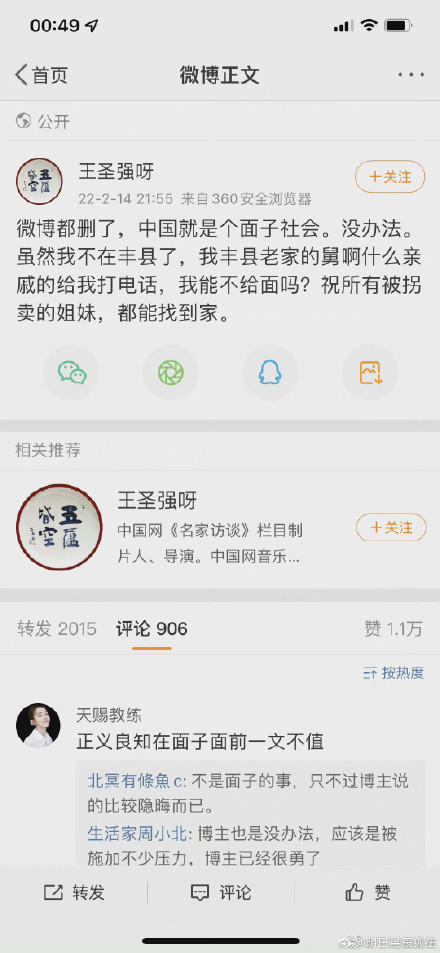 00:49
首页
微博正文
公开
王圣强呀
22-2-14 21:55 来自360安全浏览器
+关注
微博都删了，中国就是个面子社会。没办法。
虽然我不在丰县了，我丰县老家的舅啊什么亲
戚的给我打电话，我能不给面吗？祝所有被拐
卖的姐妹，都能找到家。
相关推荐
五蕴皆空
王圣强呀
中国网《名家访谈》栏目制
片人、导演。中国网音乐...
+关注
转发 2015 评论 906 赞 1.1万
按热度
天赐教练
正义良知在面子面前一文不值
北冥有條魚c: 不是面子的事，只不过博主说
的比较隐晦而已。
生活家周小北: 博主也是没办法，应该是被
施加不少压力，博主已经很勇了
转发 评论 赞